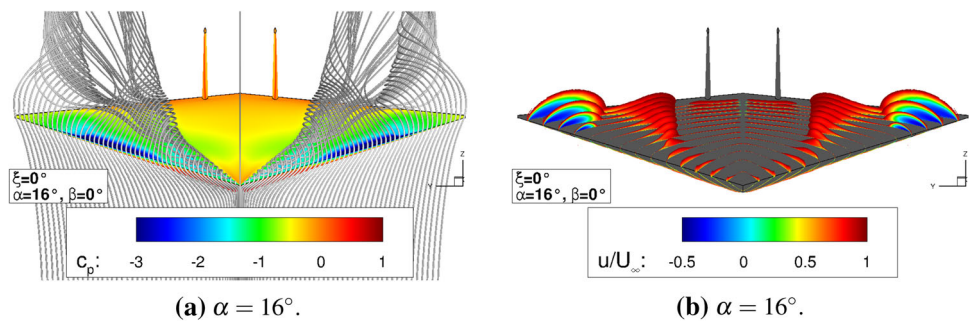 ξ=0°
α=16°, β=0°
Z
Y
c_p: -3 -2 -1 0 1
(a) α = 16°.
ξ=0°
α=16°, β=0°
Z
Y
u/U_∞: -0.5 0 0.5 1
(b) α = 16°.